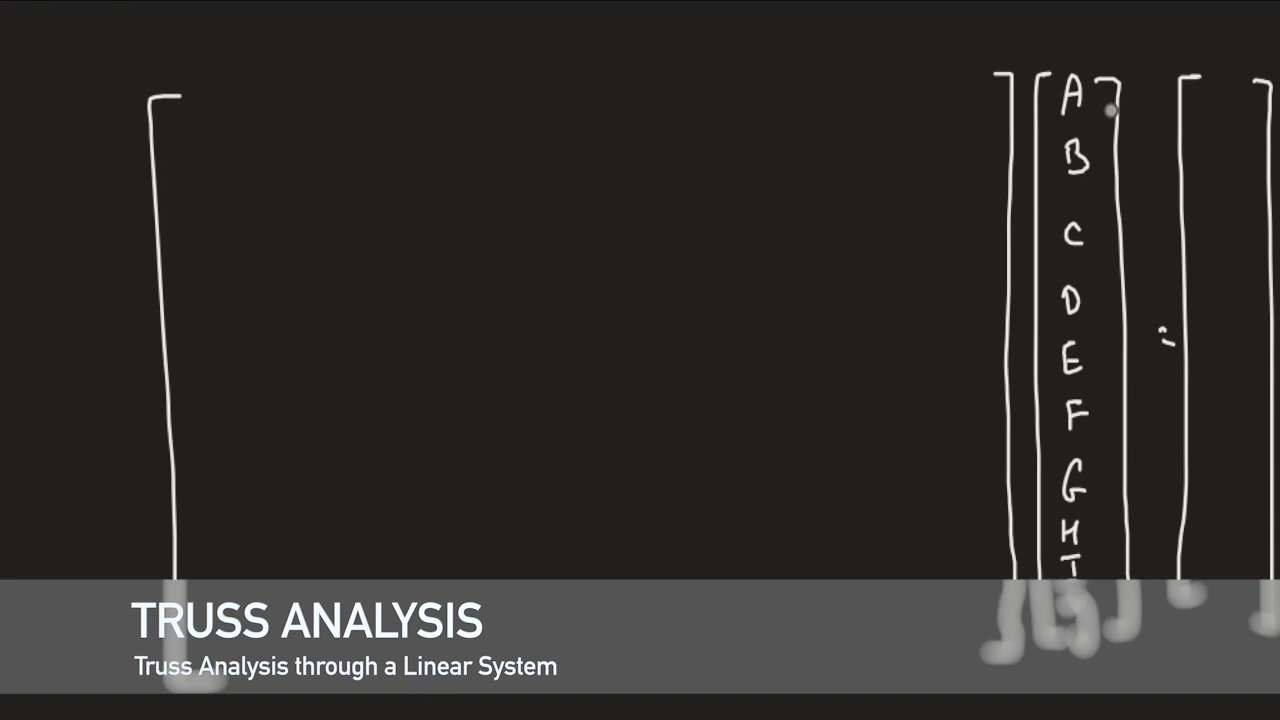 A
B
C
D
E
F
G
H
I
=
TRUSS ANALYSIS
Truss Analysis through a Linear System